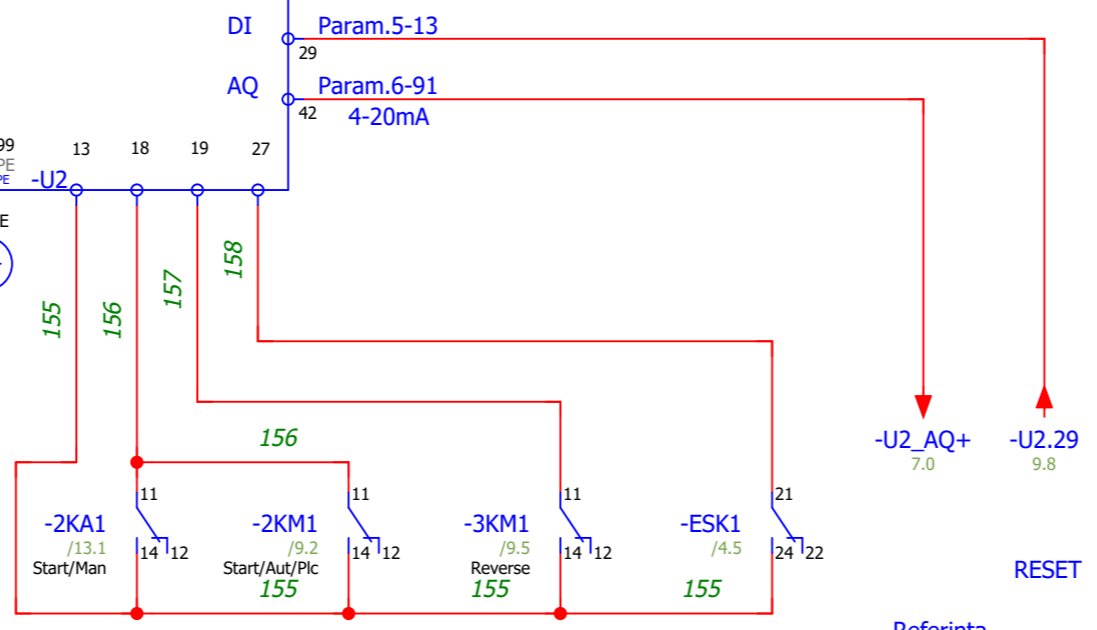 DI Param.5-13
29
AQ Param.6-91
42 4-20mA
99 13 18 19 27
PE
PE -U2
E
155 156 157 158
156
-U2_AQ+ -U2.29
7.0 9.8
11 11 11 21
-2KA1 -2KM1 -3KM1 -ESK1
/13.1 /9.2 /9.5 /4.5
14 12 14 12 14 12 24 22
Start/Man Start/Aut/Plc Reverse RESET
155 155 155
Referinta